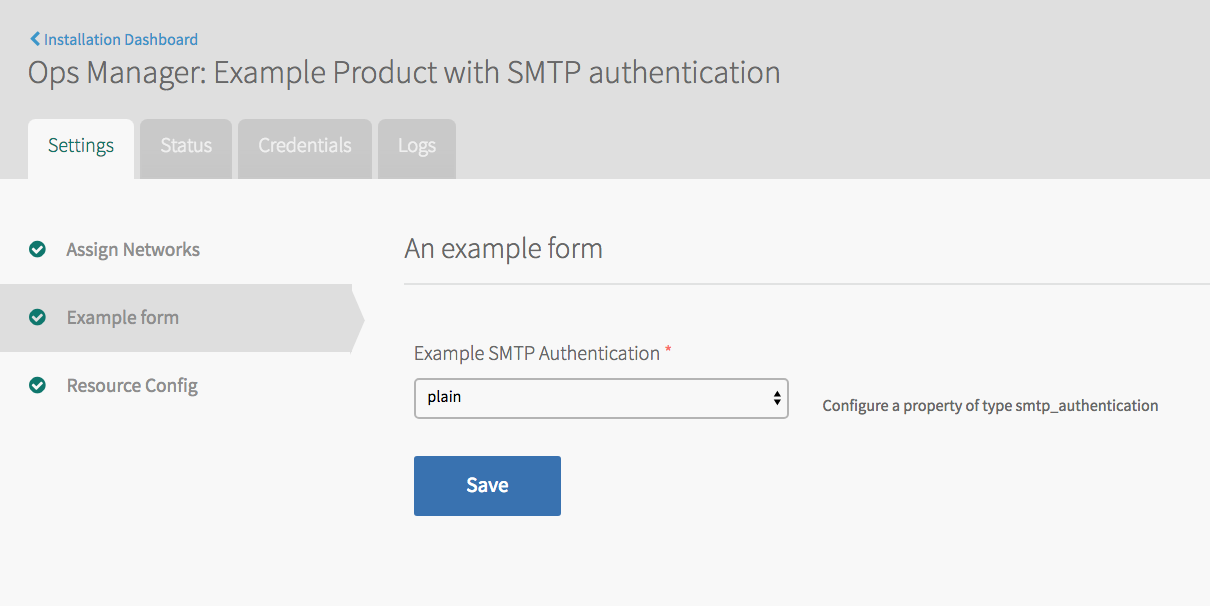 Installation Dashboard
Ops Manager: Example Product with SMTP authentication
Settings Status Credentials Logs
Assign Networks
Example form
Resource Config
An example form
Example SMTP Authentication *
plain
Configure a property of type smtp_authentication
Save